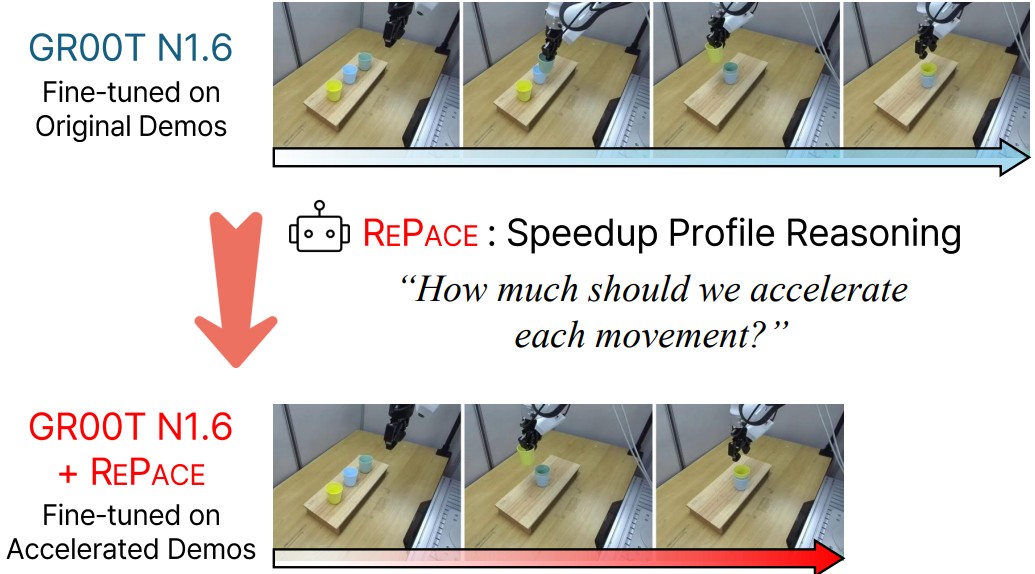 GR00T N1.6
Fine-tuned on
Original Demos
REPACE : Speedup Profile Reasoning
“How much should we accelerate
each movement?”
GR00T N1.6
+ REPACE
Fine-tuned on
Accelerated Demos